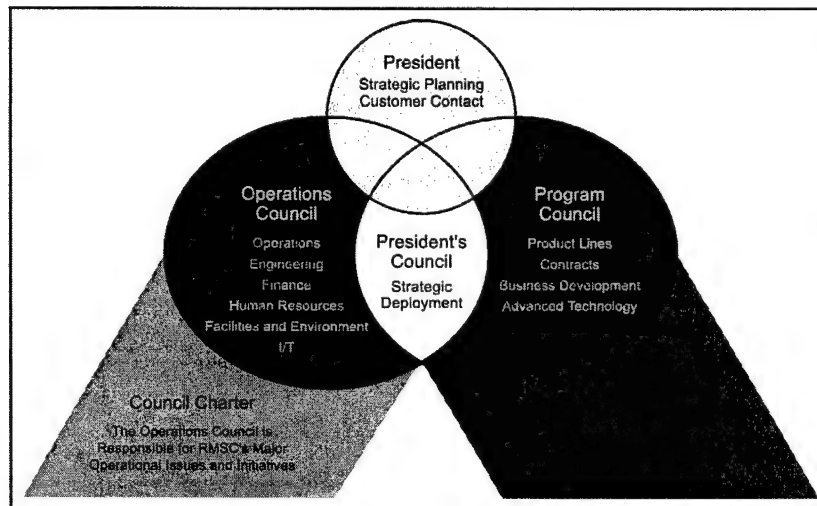 President
Strategic Planning
Customer Contact
Operations
Council
Operations
Engineering
Finance
Human Resources
Facilities and Environment
I/T
President's
Council
Strategic
Deployment
Program
Council
Product Lines
Contracts
Business Development
Advanced Technology
Council Charter
The Operations Council is
Responsible for RMSC's Major
Operational Issues and Initiatives